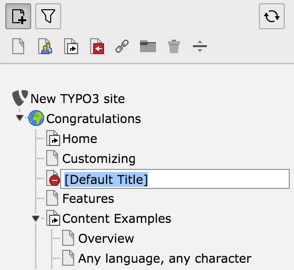 New TYPO3 site
Congratulations
Home
Customizing
[Default Title]
Features
Content Examples
Overview
Any language, any character